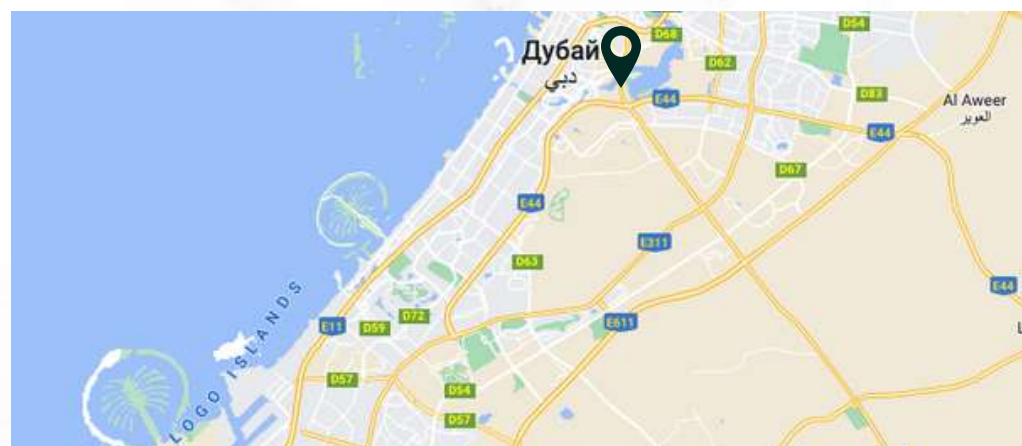 D54
D68
Дубай
دبي
D62
E44
D83
Al Aweer
العوير
E44
D67
E44
E311
D63
E44
E11
D59
D72
E611
LOGO ISLANDS
D57
D54
D57